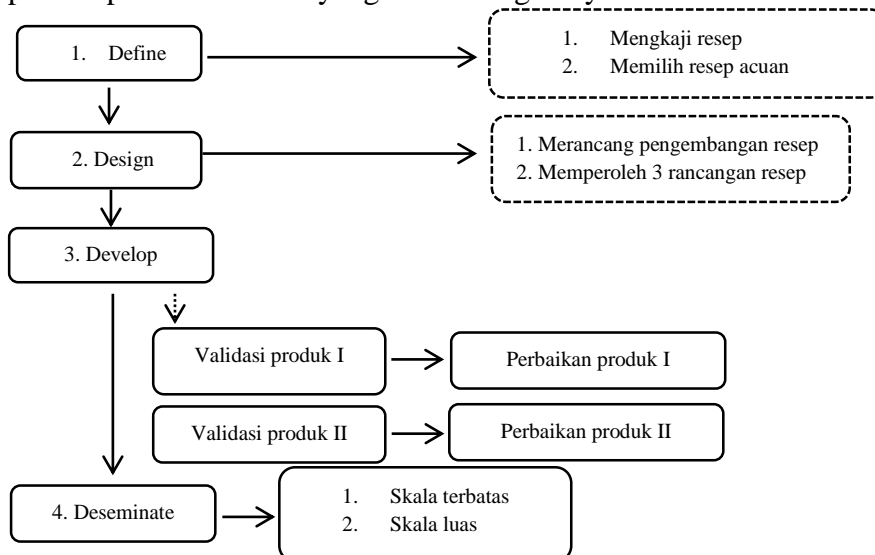 1. Define
1. Mengkaji resep
2. Memilih resep acuan
2. Design
1. Merancang pengembangan resep
2. Memperoleh 3 rancangan resep
3. Develop
Validasi produk I
Perbaikan produk I
Validasi produk II
Perbaikan produk II
4. Deseminate
1. Skala terbatas
2. Skala luas